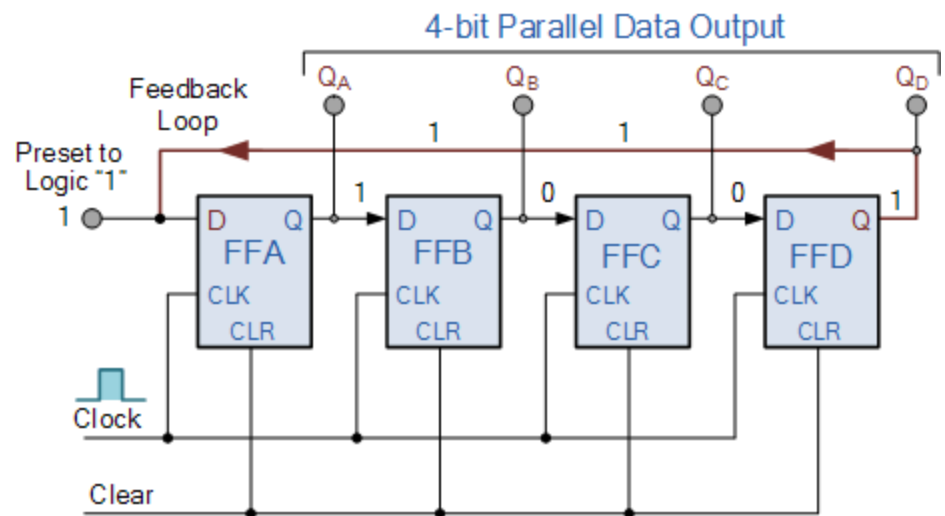 4-bit Parallel Data Output
QA QB QC QD
Feedback
Loop
1 1
Preset to
Logic "1"
1 1 0 0 1
D Q D Q D Q D Q
FFA FFB FFC FFD
CLK CLK CLK CLK
CLR CLR CLR CLR
Clock
Clear